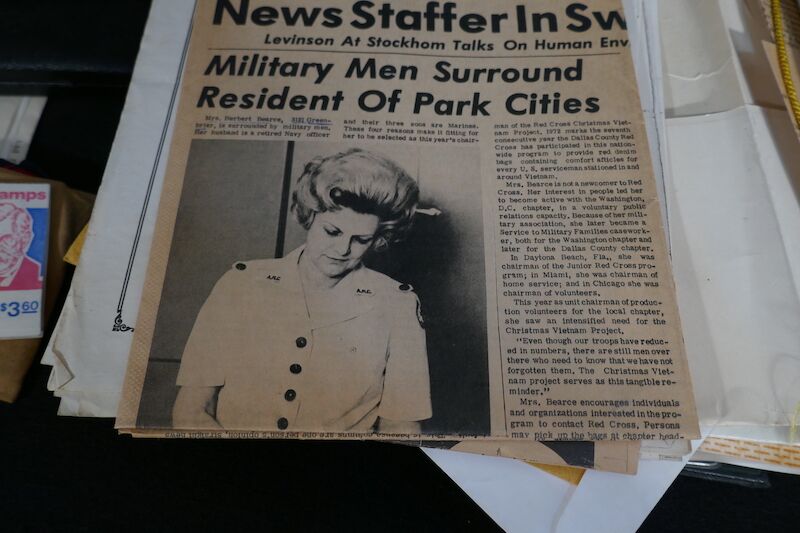 News Staffer In Sw
Levinson At Stockhom Talks On Human Env
Military Men Surround
Resident Of Park Cities
Mrs. Herbert Bearce, 3121 Green-
brier, is surrounded by military men.
Her husband is a retired Navy officer
and their three sons are Marines.
These four reasons make it fitting for
her to be selected as this year's chair-
man of the Red Cross Christmas Viet-
nam Project. 1972 marks the seventh
consecutive year the Dallas County Red
Cross has participated in this nation-
wide program to provide red denim
bags containing comfort afficles for
every U. S. serviceman stationed in and
around Vietnam.
Mrs. Bearce is not a newcomer to Red
Cross. Her interest in people led her
to become active with the Washington,
D.C. chapter, in a voluntary public
relations capacity. Because of her mili-
tary association, she later became a
Service to Military Families casework-
er, both for the Washington chapter and
later for the Dallas County chapter.
In Daytona Beach, Fla., she was
chairman of the Junior Red Cross pro-
gram; in Miami, she was chairman of
home service; and in Chicago she was
chairman of volunteers.
This year as unit chairman of produc-
tion volunteers for the local chapter,
she saw an intensified need for the
Christmas Vietnam Project.
"Even though our troops have reduc-
ed in numbers, there are still men over
there who need to know that we have not
forgotten them. The Christmas Viet-
nam project serves as this tangible re-
minder."
Mrs. Bearce encourages individuals
and organizations interested in the pro-
gram to contact Red Cross. Persons
may pick up the bags at chapter head-
A.R.C.
A.R.C.
amps
$3.60